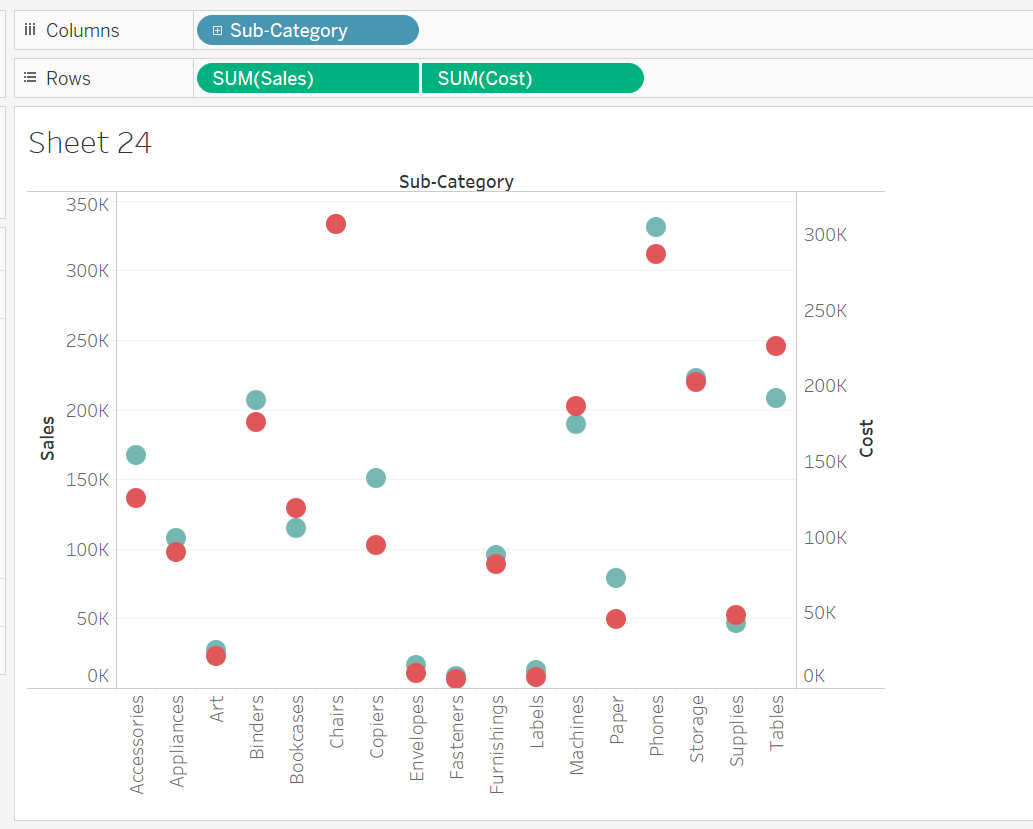 Columns
Sub-Category
Rows
SUM(Sales) SUM(Cost)
Sheet 24
Sub-Category
350K
300K
250K
200K
150K
100K
50K
0K
Sales
300K
250K
200K
150K
100K
50K
0K
Cost
Accessories
Appliances
Art
Binders
Bookcases
Chairs
Copiers
Envelopes
Fasteners
Furnishings
Labels
Machines
Paper
Phones
Storage
Supplies
Tables